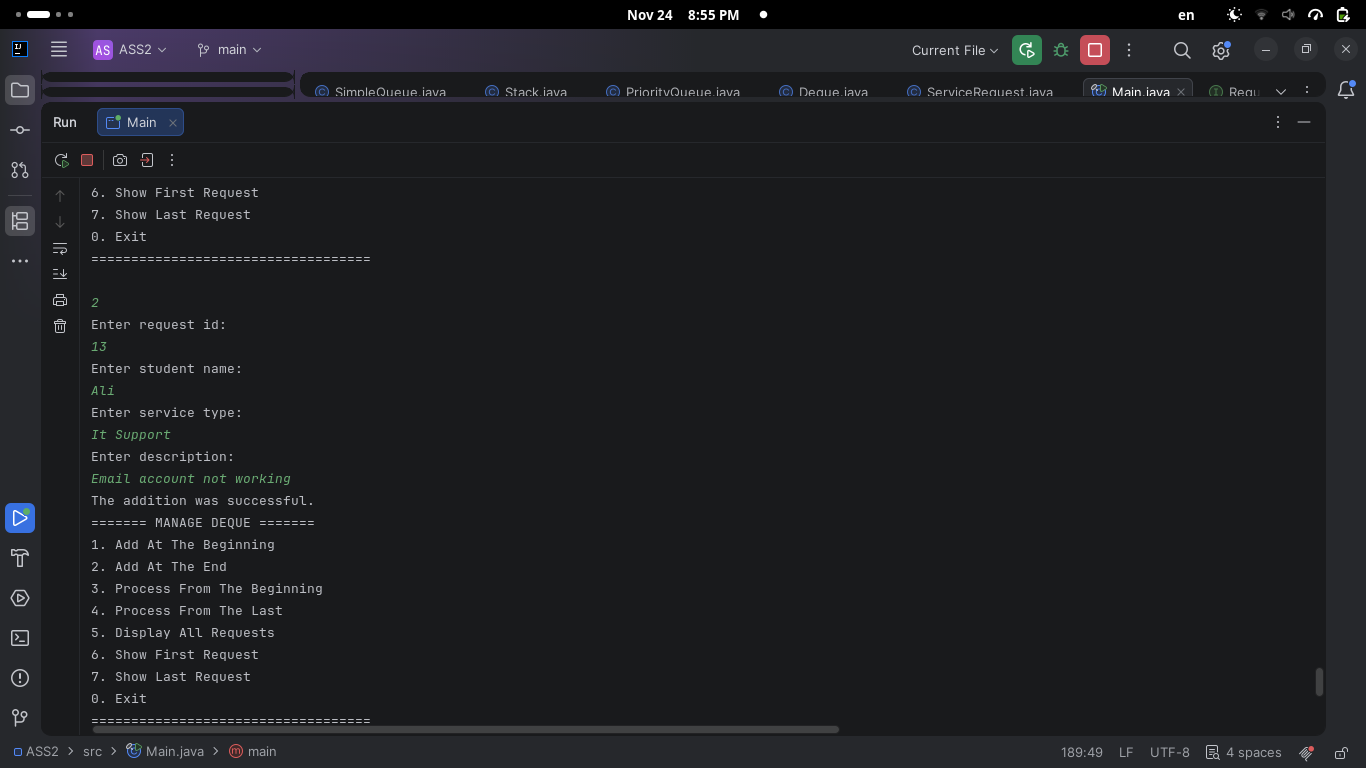 Nov 24 8:55 PM
en
AS ASS2 main Current File
SimpleQueue.java Stack.java PriorityQueue.java Deque.java ServiceRequest.java Main.java Requ
Run Main
6. Show First Request
7. Show Last Request
0. Exit
===================================
2
Enter request id:
13
Enter student name:
Ali
Enter service type:
It Support
Enter description:
Email account not working
The addition was successful.
======= MANAGE DEQUE =======
1. Add At The Beginning
2. Add At The End
3. Process From The Beginning
4. Process From The Last
5. Display All Requests
6. Show First Request
7. Show Last Request
0. Exit
===================================
ASS2 > src > Main.java > main 189:49 LF UTF-8 4 spaces